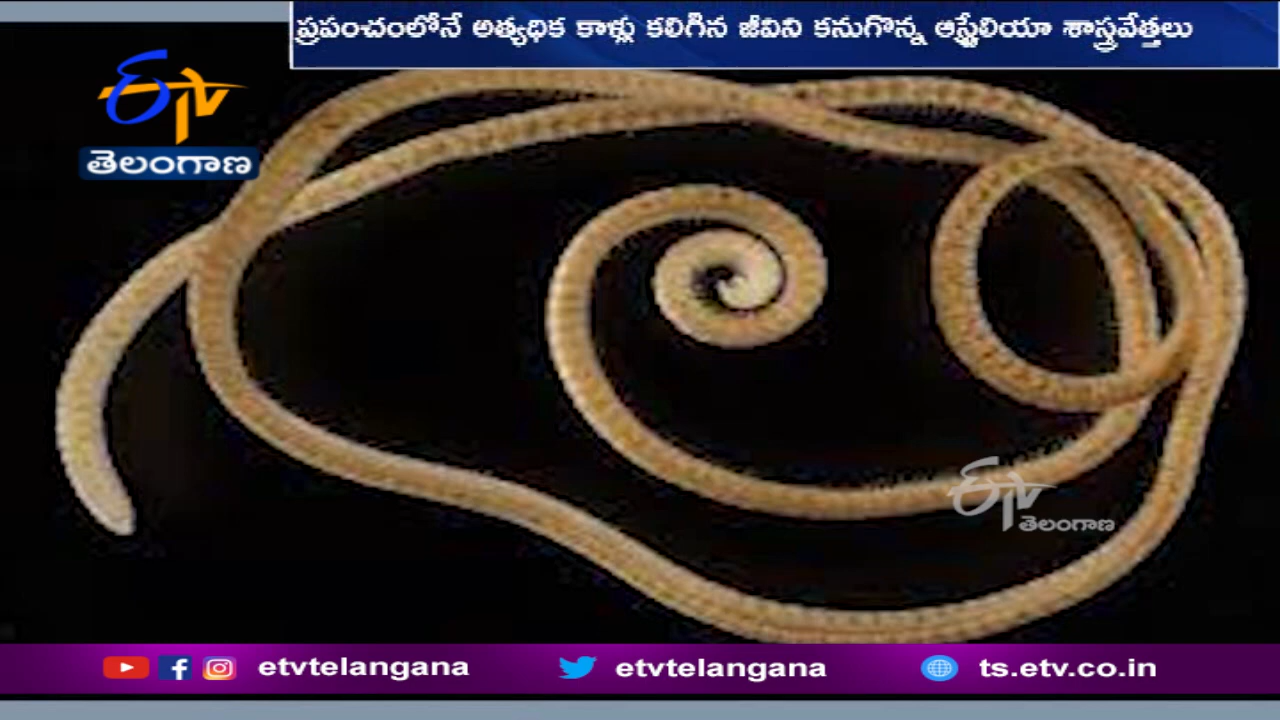 ప్రపంచంలోనే అత్యధిక కాళ్లు కలిగిన జీవిని కనుగొన్న ఆస్ట్రేలియా శాస్త్రవేత్తలు
ETV
తెలంగాణ
ETV
తెలంగాణ
etvtelangana etvtelangana ts.etv.co.in